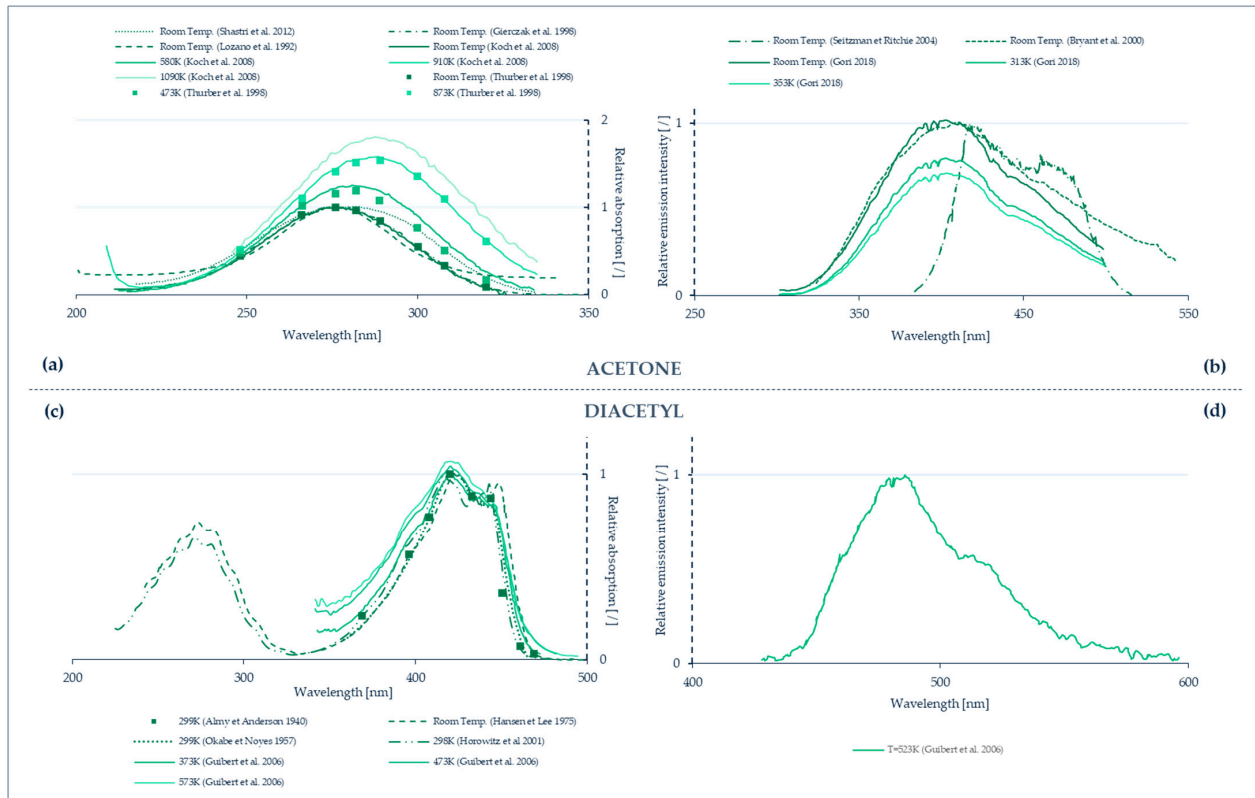 Room Temp. (Shastri et al. 2012)
Room Temp. (Gierczak et al. 1998)
Room Temp. (Lozano et al. 1992)
Room Temp (Koch et al. 2008)
580K (Koch et al. 2008)
910K (Koch et al. 2008)
1090K (Koch et al. 2008)
Room Temp. (Thurber et al. 1998)
473K (Thurber et al. 1998)
873K (Thurber et al. 1998)
2
1
0
Relative absorption [/]
200
250
300
350
Wavelength [nm]
(a)
Room Temp. (Seitzman et Ritchie 2004)
Room Temp. (Bryant et al. 2000)
Room Temp. (Gori 2018)
313K (Gori 2018)
353K (Gori 2018)
Relative emission intensity [/]
1
0
250
350
450
550
Wavelength [nm]
(b)
ACETONE
DIACETYL
(c)
1
0
Relative absorption [/]
200
300
400
500
Wavelength [nm]
299K (Almy et Anderson 1940)
Room Temp. (Hansen et Lee 1975)
299K (Okabe et Noyes 1957)
298K (Horowitz et al 2001)
373K (Guibert et al. 2006)
473K (Guibert et al. 2006)
573K (Guibert et al. 2006)
(d)
Relative emission intensity [/]
1
0
400
500
600
Wavelength [nm]
T=523K (Guibert et al. 2006)